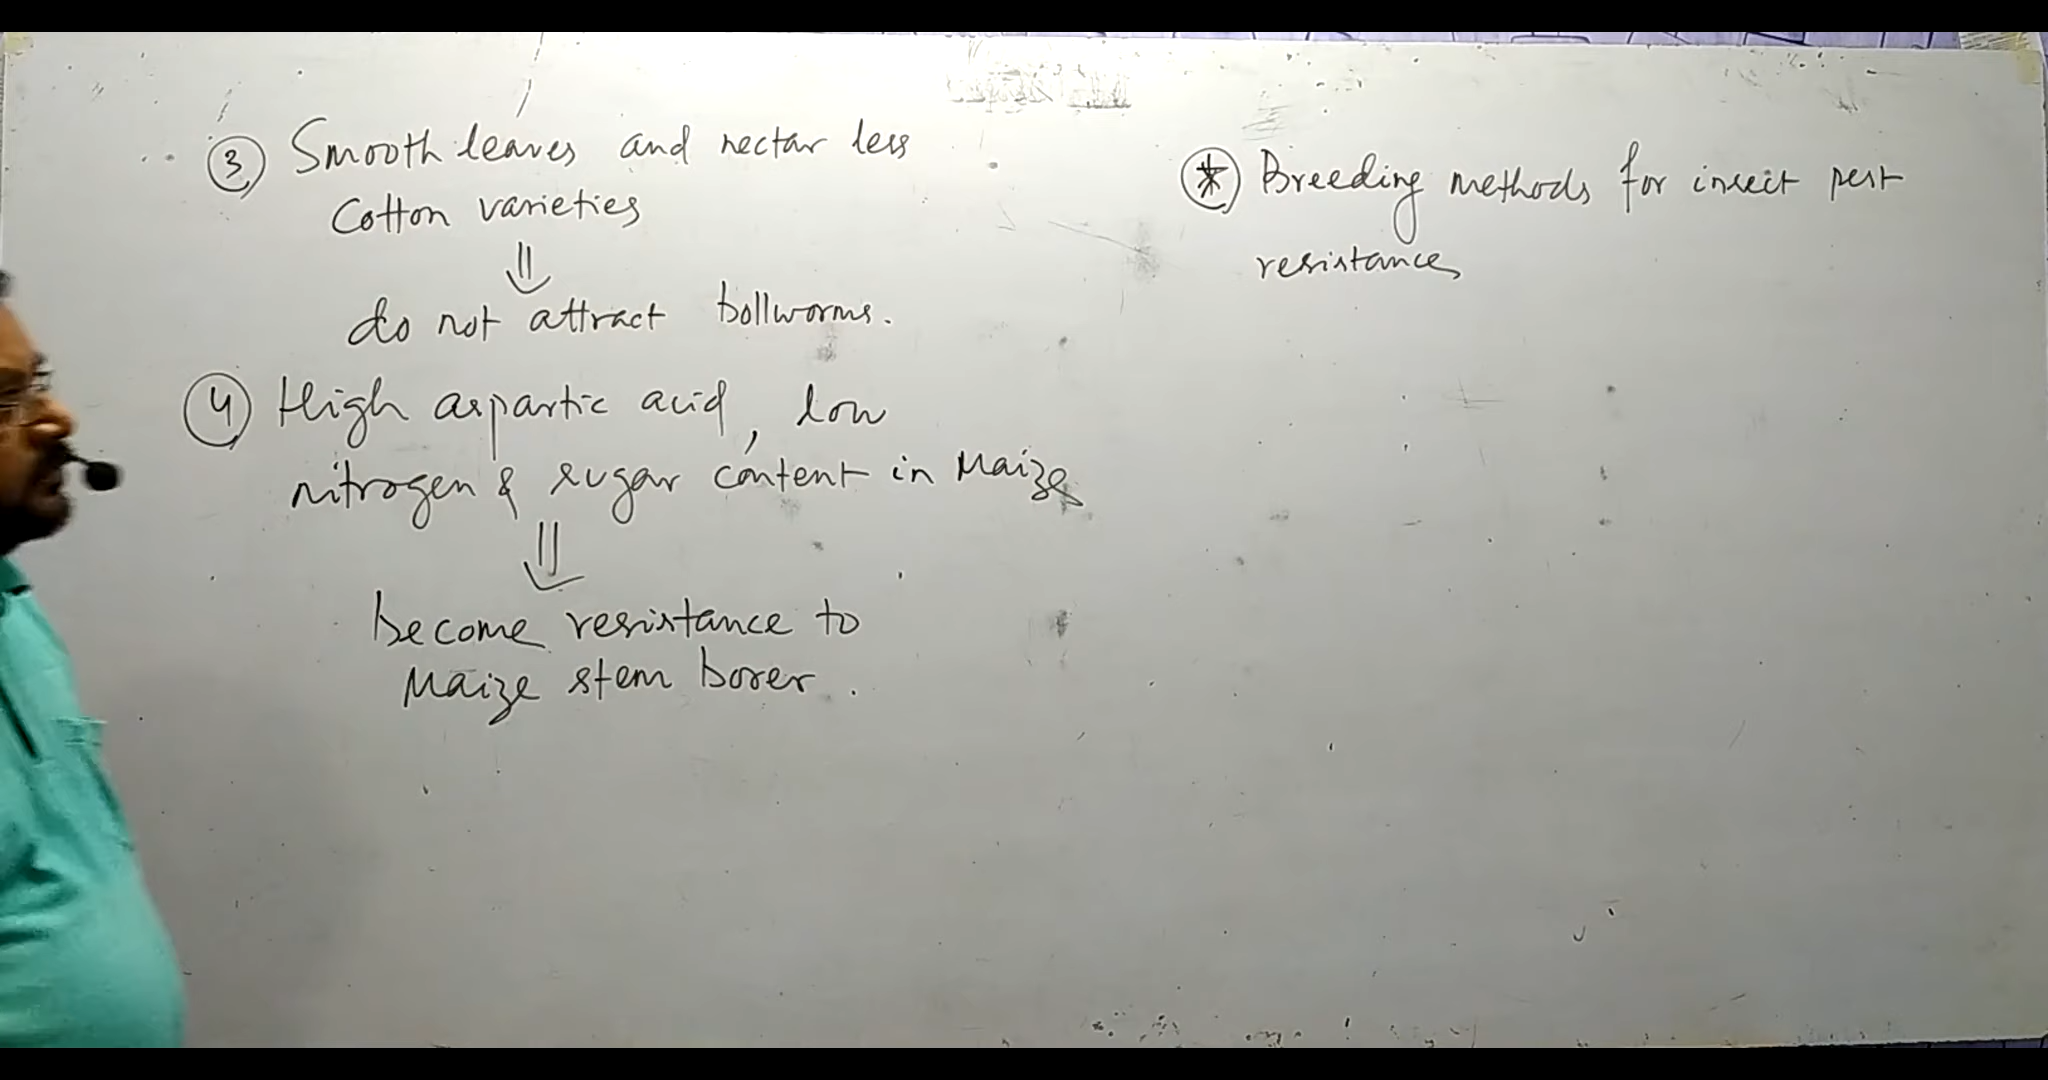 ③ Smooth leaves and nectar less
Cotton varieties
⇓
do not attract bollworms.
④ High aspartic acid, low
nitrogen & sugar content in Maize
⇓
become resistance to
Maize stem borer.
✱ Breeding methods for insect pest
resistance